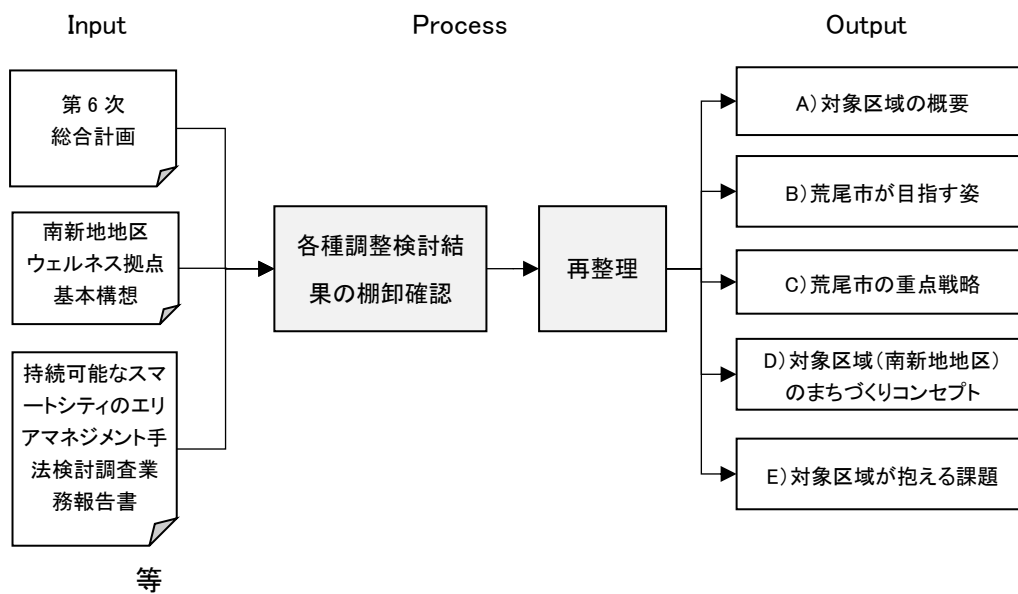 Input
Process
Output
第6次
総合計画
南新地地区
ウェルネス拠点
基本構想
持続可能なスマ
ートシティのエリ
アマネジメント手
法検討調査業
務報告書
等
各種調整検討結
果の棚卸確認
再整理
A)対象区域の概要
B)荒尾市が目指す姿
C)荒尾市の重点戦略
D)対象区域(南新地地区)
のまちづくりコンセプト
E)対象区域が抱える課題